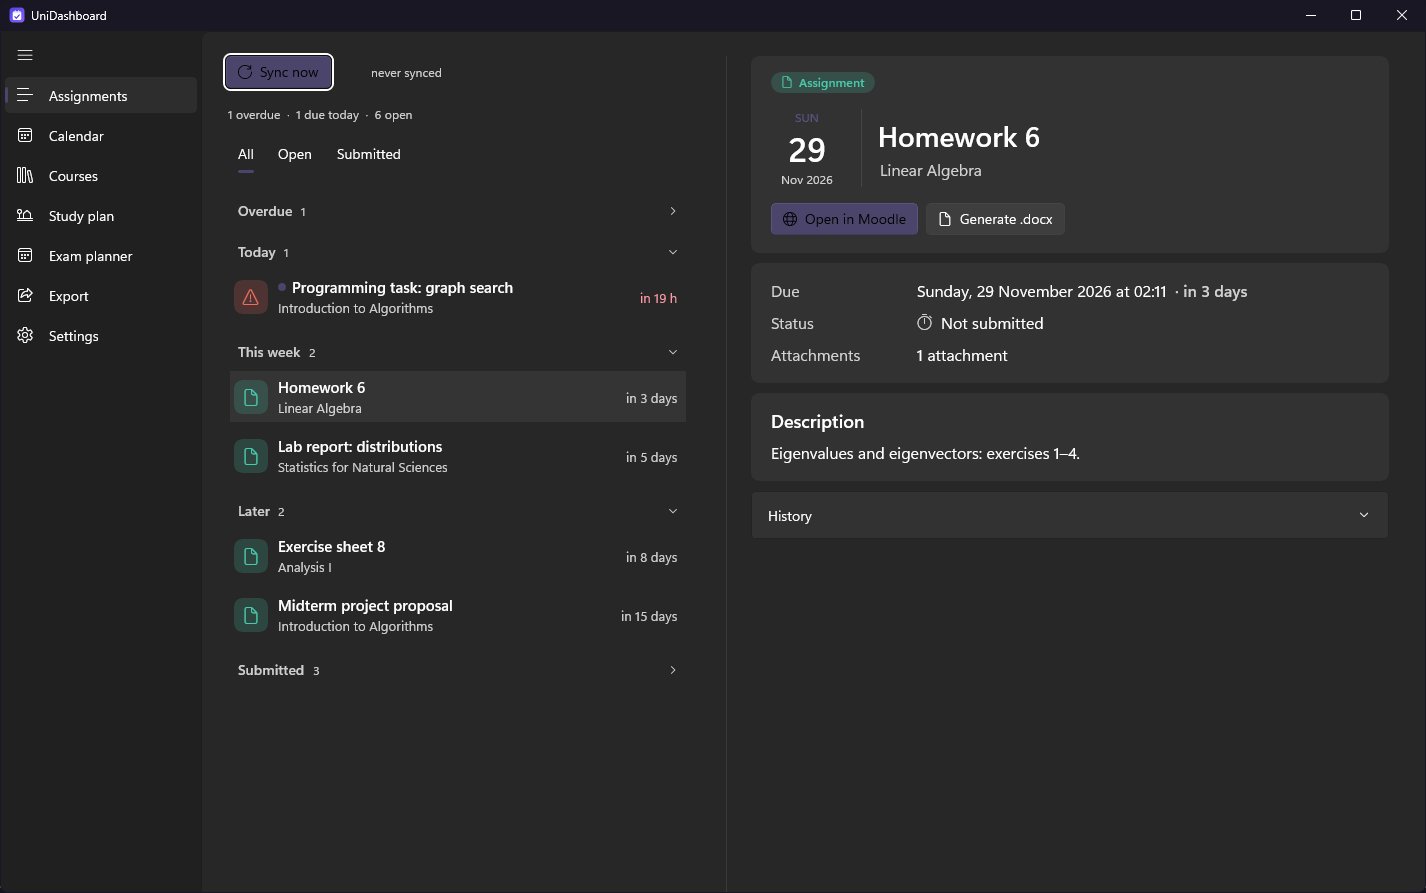 UniDashboard
Assignments
Calendar
Courses
Study plan
Exam planner
Export
Settings
Sync now
never synced
1 overdue · 1 due today · 6 open
All Open Submitted
Overdue 1
Today 1
Programming task: graph search
Introduction to Algorithms
in 19 h
This week 2
Homework 6
Linear Algebra
in 3 days
Lab report: distributions
Statistics for Natural Sciences
in 5 days
Later 2
Exercise sheet 8
Analysis I
in 8 days
Midterm project proposal
Introduction to Algorithms
in 15 days
Submitted 3
Assignment
SUN
29
Nov 2026
Homework 6
Linear Algebra
Open in Moodle
Generate .docx
Due Sunday, 29 November 2026 at 02:11 · in 3 days
Status Not submitted
Attachments 1 attachment
Description
Eigenvalues and eigenvectors: exercises 1–4.
History